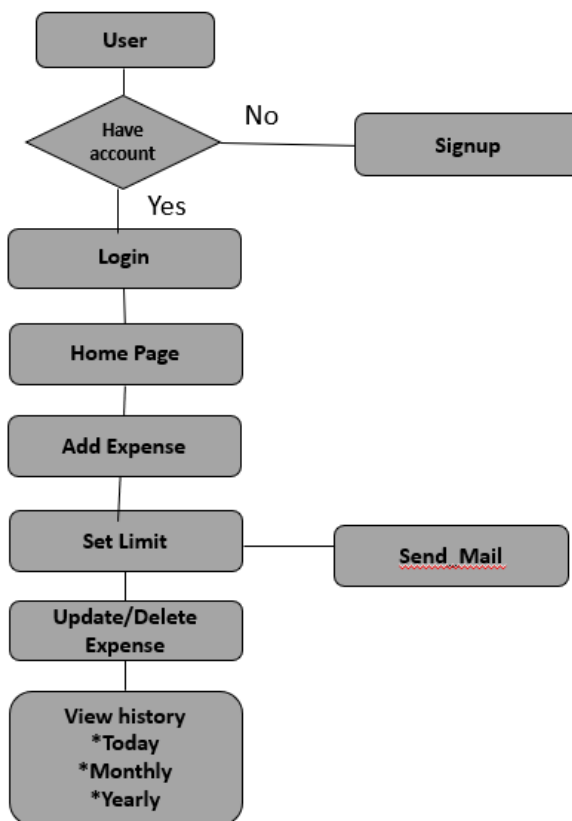 User
Have
account
No
Signup
Yes
Login
Home Page
Add Expense
Set Limit
Send_Mail
Update/Delete
Expense
View history
*Today
*Monthly
*Yearly